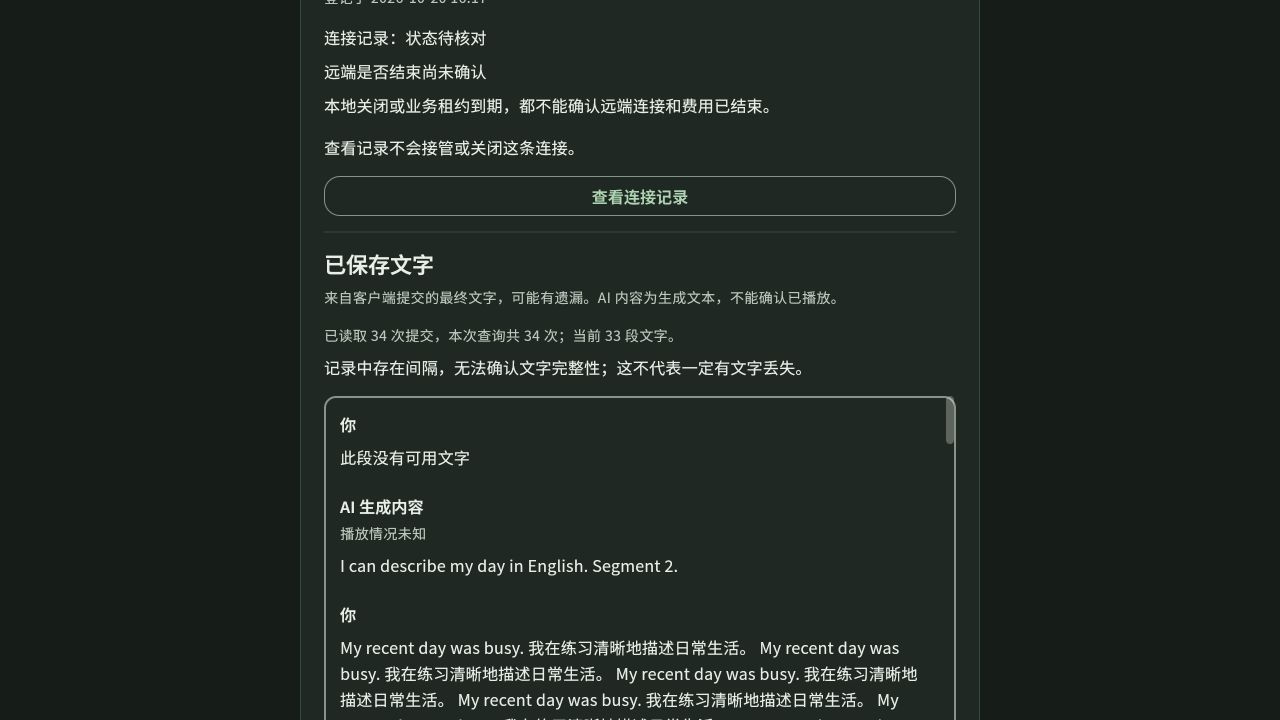 连接记录：状态待核对
远端是否结束尚未确认
本地关闭或业务租约到期，都不能确认远端连接和费用已结束。
查看记录不会接管或关闭这条连接。
查看连接记录
已保存文字
来自客户端提交的最终文字，可能有遗漏。AI 内容为生成文本，不能确认已播放。
已读取 34 次提交，本次查询共 34 次；当前 33 段文字。
记录中存在间隔，无法确认文字完整性；这不代表一定有文字丢失。
你
此段没有可用文字
AI 生成内容
播放情况未知
I can describe my day in English. Segment 2.
你
My recent day was busy. 我在练习清晰地描述日常生活。 My recent day was
busy. 我在练习清晰地描述日常生活。 My recent day was busy. 我在练习清晰地
描述日常生活。 My recent day was busy. 我在练习清晰地描述日常生活。 My